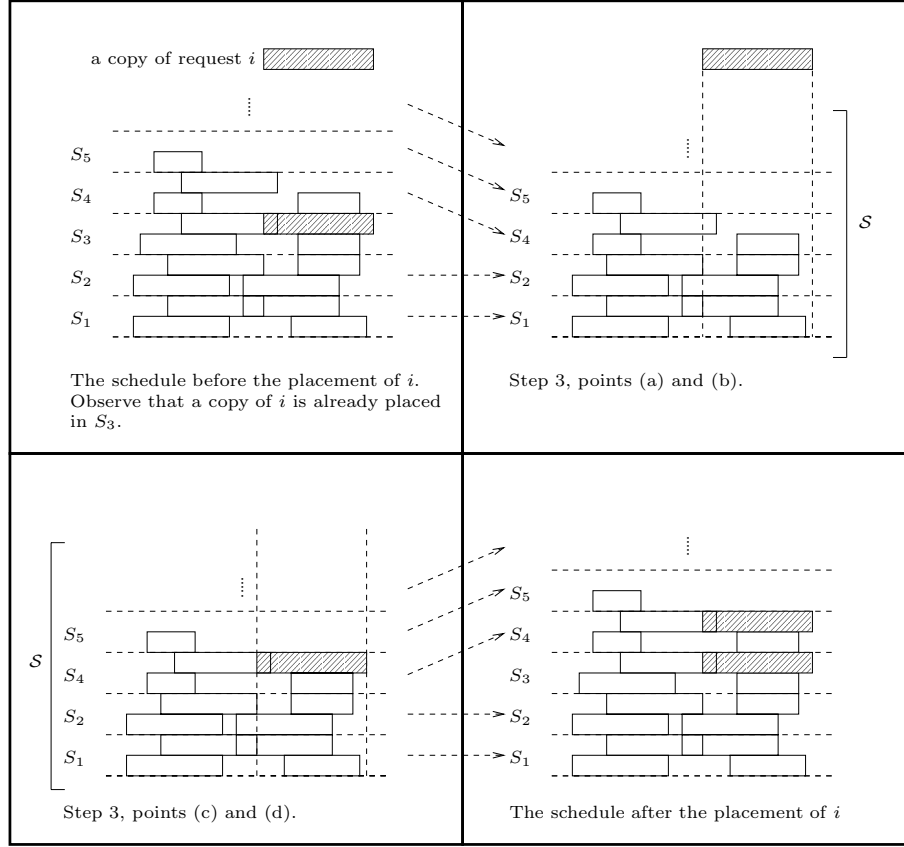 a copy of request i
S5
S4
S3
S2
S1
The schedule before the placement of i.
Observe that a copy of i is already placed
in S3.
S5
S4
S2
S1
S
Step 3, points (a) and (b).
S
S5
S4
S2
S1
Step 3, points (c) and (d).
S5
S4
S3
S2
S1
The schedule after the placement of i